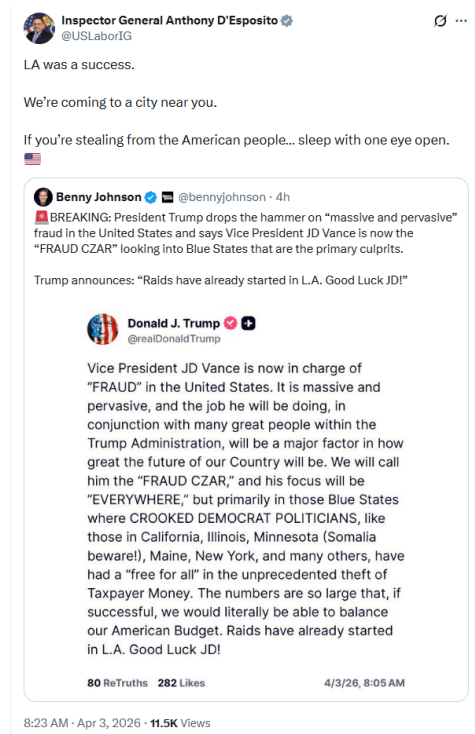 Inspector General Anthony D'Esposito
@USLaborIG
LA was a success.
We're coming to a city near you.
If you're stealing from the American people... sleep with one eye open.
🇺🇸
Benny Johnson @bennyjohnson · 4h
🚨BREAKING: President Trump drops the hammer on "massive and pervasive"
fraud in the United States and says Vice President JD Vance is now the
"FRAUD CZAR" looking into Blue States that are the primary culprits.
Trump announces: "Raids have already started in L.A. Good Luck JD!"
Donald J. Trump
@realDonaldTrump
Vice President JD Vance is now in charge of
"FRAUD" in the United States. It is massive and
pervasive, and the job he will be doing, in
conjunction with many great people within the
Trump Administration, will be a major factor in how
great the future of our Country will be. We will call
him the "FRAUD CZAR," and his focus will be
"EVERYWHERE," but primarily in those Blue States
where CROOKED DEMOCRAT POLITICIANS, like
those in California, Illinois, Minnesota (Somalia
beware!), Maine, New York, and many others, have
had a "free for all" in the unprecedented theft of
Taxpayer Money. The numbers are so large that, if
successful, we would literally be able to balance
our American Budget. Raids have already started
in L.A. Good Luck JD!
80 ReTruths 282 Likes 4/3/26, 8:05 AM
8:23 AM · Apr 3, 2026 · 11.5K Views